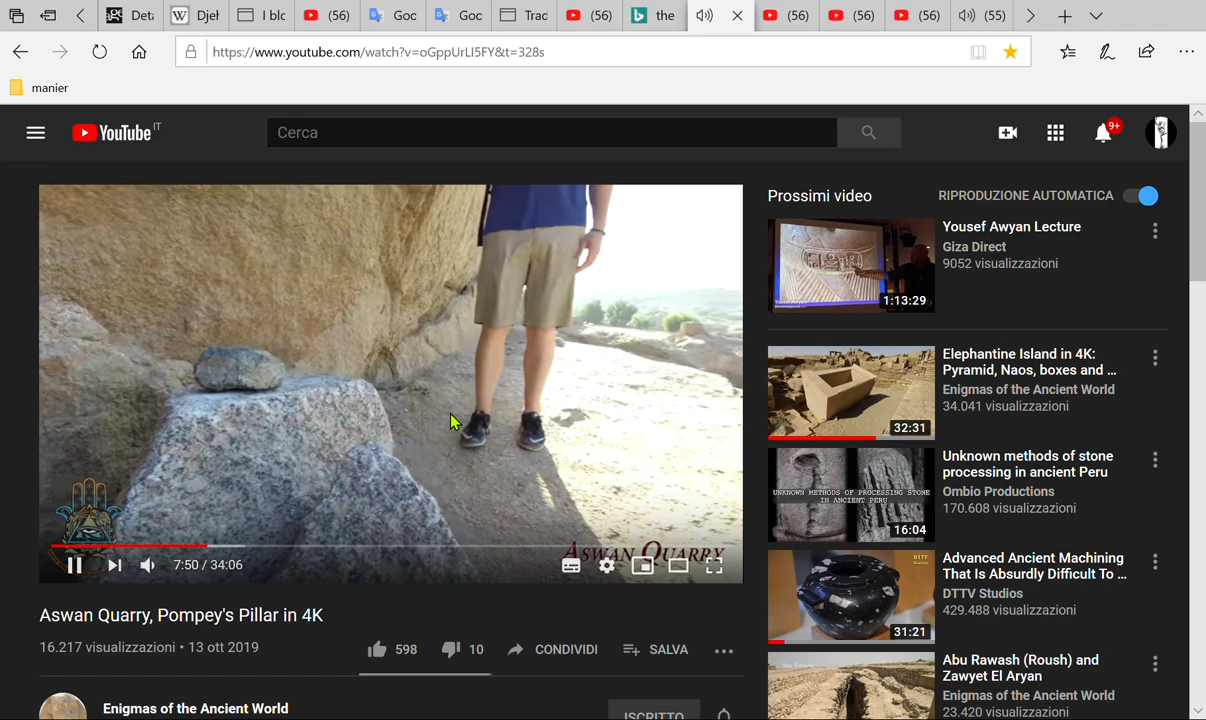 Deta
Djeh
I blc
(56)
Goc
Goc
Trac
(56)
the
(56)
(56)
(56)
(55)
https://www.youtube.com/watch?v=oGppUrLI5FY&t=328s
manier
YouTube IT
Cerca
9+
Prossimi video
RIPRODUZIONE AUTOMATICA
Yousef Awyan Lecture
Giza Direct
9052 visualizzazioni
1:13:29
Elephantine Island in 4K:
Pyramid, Naos, boxes and ...
Enigmas of the Ancient World
34.041 visualizzazioni
32:31
Unknown methods of stone
processing in ancient Peru
Ombio Productions
170.608 visualizzazioni
UNKNOWN METHODS OF PROCESSING STONE
IN ANCIENT PERU
16:04
Advanced Ancient Machining
That Is Absurdly Difficult To ...
DTTV Studios
429.488 visualizzazioni
31:21
Abu Rawash (Roush) and
Zawyet El Aryan
Enigmas of the Ancient World
23.420 visualizzazioni
Abu Rawash
ASWAN QUARRY
7:50 / 34:06
Aswan Quarry, Pompey's Pillar in 4K
16.217 visualizzazioni • 13 ott 2019
598
10
CONDIVIDI
SALVA
Enigmas of the Ancient World
ISCRITTO